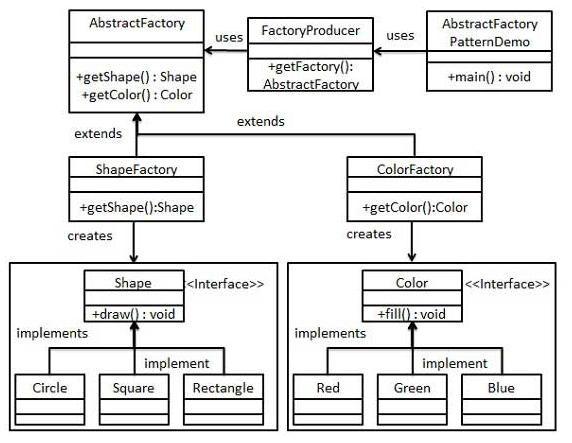 AbstractFactory
+getShape() : Shape
+getColor() : Color
uses
FactoryProducer
+getFactory():
AbstractFactory
uses
AbstractFactory
PatternDemo
+main() : void
extends
extends
ShapeFactory
+getShape():Shape
ColorFactory
+getColor():Color
creates
creates
Shape
<<Interface>>
+draw() : void
implements
implement
Circle
Square
Rectangle
Color
<<Interface>>
+fill() : void
implements
implement
Red
Green
Blue